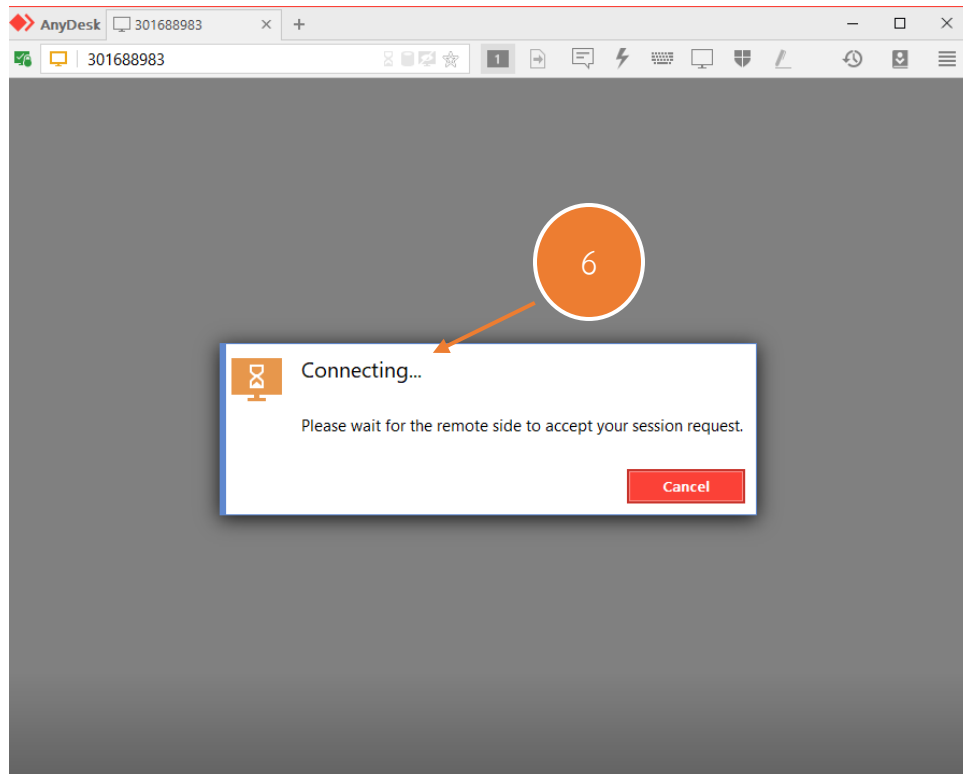 AnyDesk 301688983
301688983
1
6
Connecting...
Please wait for the remote side to accept your session request.
Cancel